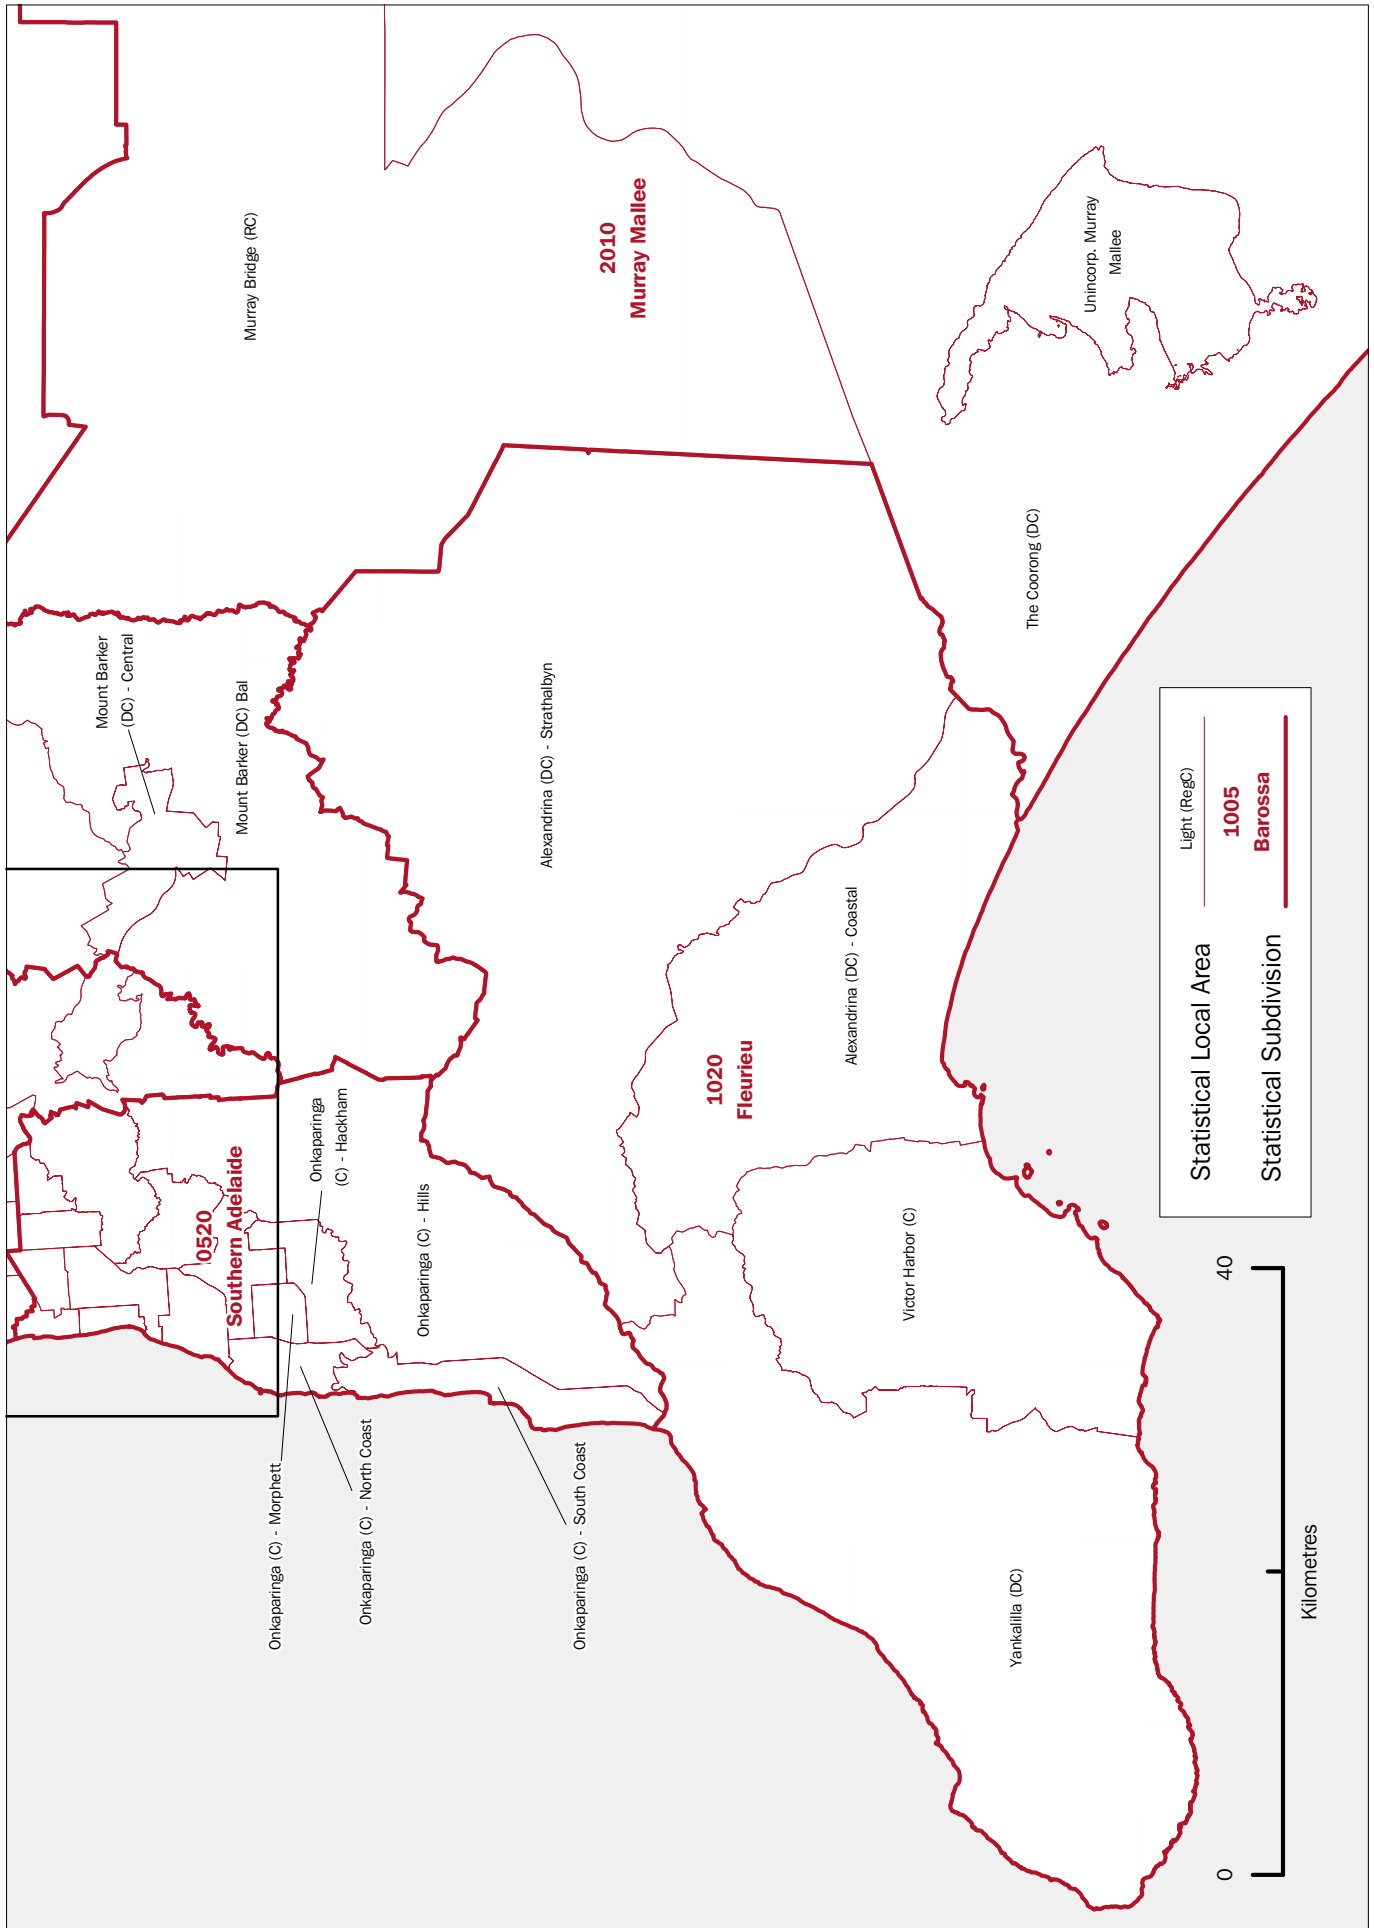 Mount Barker
(DC) - Central
Mount Barker (DC) Bal
Murray Bridge (RC)
2010
Murray Mallee
Unincorp. Murray
Mallee
The Coorong (DC)
Alexandrina (DC) - Strathalbyn
Alexandrina (DC) - Coastal
1020
Fleurieu
0520
Southern Adelaide
Onkaparinga
(C) - Hackham
Onkaparinga (C) - Hills
Onkaparinga (C) - Morphett
Onkaparinga (C) - North Coast
Onkaparinga (C) - South Coast
Victor Harbor (C)
Yankalilla (DC)
Statistical Local Area
Light (RegC)
Statistical Subdivision
1005
Barossa
0
40
Kilometres